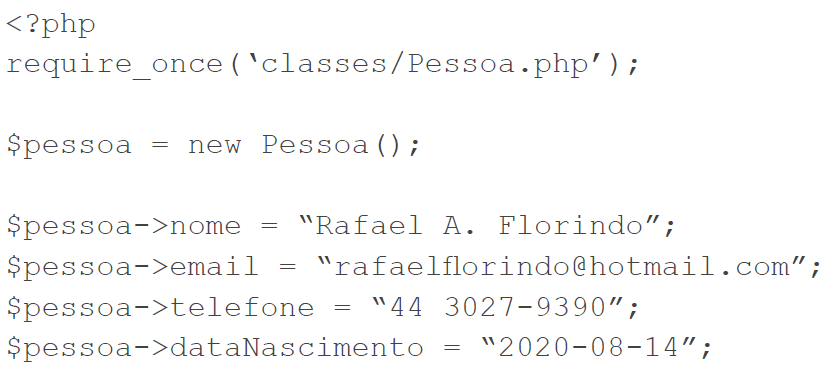 <?php
require_once(‘classes/Pessoa.php’);
$pessoa = new Pessoa();
$pessoa->nome = “Rafael A. Florindo”;
$pessoa->email = “rafaelflorindo@hotmail.com”;
$pessoa->telefone = “44 3027-9390”;
$pessoa->dataNascimento = “2020-08-14”;